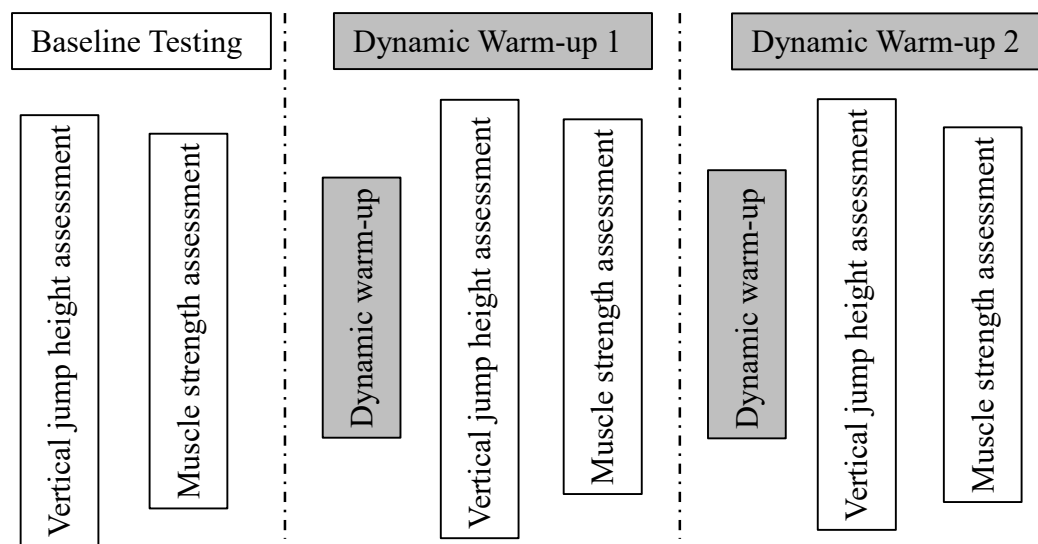 Baseline Testing
Dynamic Warm-up 1
Dynamic Warm-up 2
Vertical jump height assessment
Muscle strength assessment
Dynamic warm-up
Vertical jump height assessment
Muscle strength assessment
Dynamic warm-up
Vertical jump height assessment
Muscle strength assessment